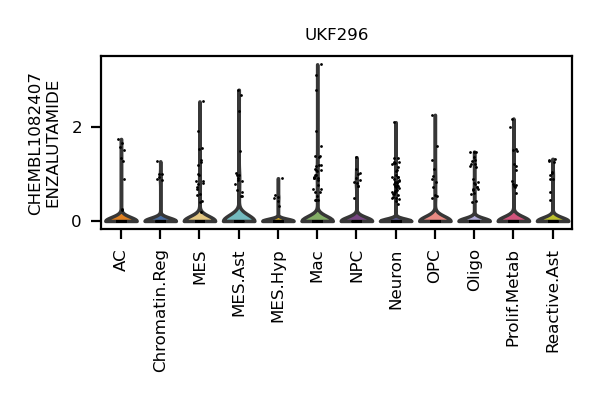 UKF296
CHEMBL1082407
ENZALUTAMIDE
2
0
AC
Chromatin.Reg
MES
MES.Ast
MES.Hyp
Mac
NPC
Neuron
OPC
Oligo
Prolif.Metab
Reactive.Ast